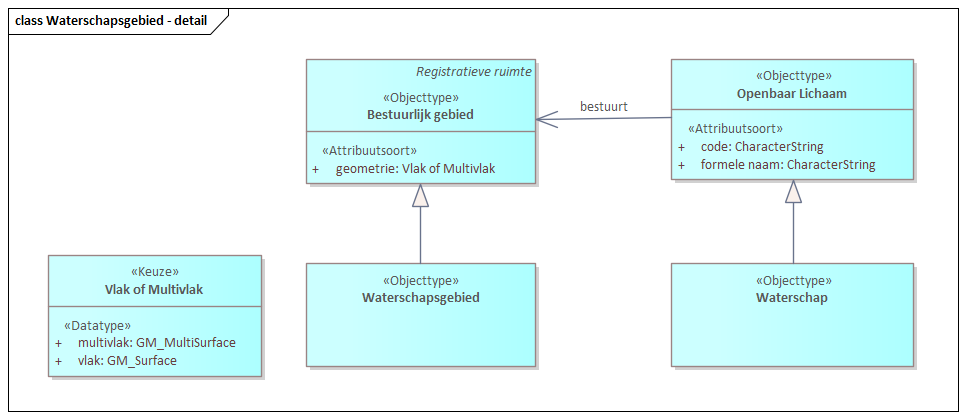 class Waterschapsgebied - detail
Registratieve ruimte
«Objecttype»
Bestuurlijk gebied
«Attribuutsoort»
+ geometrie: Vlak of Multivlak
bestuurt
«Objecttype»
Openbaar Lichaam
«Attribuutsoort»
+ code: CharacterString
+ formele naam: CharacterString
«Keuze»
Vlak of Multivlak
«Datatype»
+ multivlak: GM_MultiSurface
+ vlak: GM_Surface
«Objecttype»
Waterschapsgebied
«Objecttype»
Waterschap